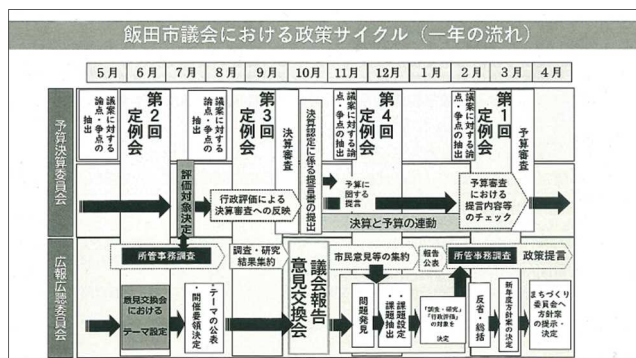 飯田市議会における政策サイクル（一年の流れ）
5月
6月
7月
8月
9月
10月
11月
12月
1月
2月
3月
4月
予算決算委員会
議案に対する
論点・争点の
抽出
第2回
定例会
議案に対する
論点・争点の
抽出
第3回
定例会
決算審査
決算認定に係る提言書の提出
議案に対する論
点・争点の抽出
第4回
定例会
議案に対する論
点・争点の抽出
第1回
定例会
予算審査
評価対象決定
行政評価による
決算審査への反映
予算に
関する提言
決算と予算の連動
予算審査
における
提言内容等
のチェック
広報広聴委員会
所管事務調査
調査・研究
結果集約
議会報告
意見交換会
市民意見等の集約
報告
公表
所管事務調査
政策提言
意見交換会
における
テーマ設定
・テーマの公表
・開催要領決定
問題発見
・課題設定
・課題抽出
「調査・研究」
「行政評価」
の対象を
決定
反省・総括
新年度方針案の決定
まちづくり
委員会へ
方針案
の提示・
決定